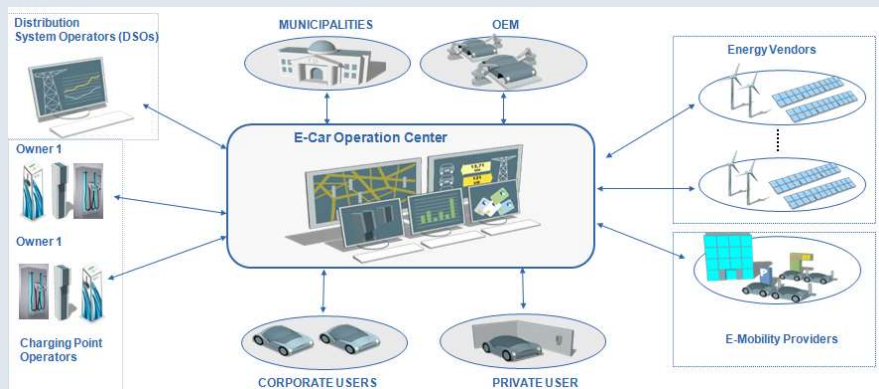 Distribution
System Operators (DSOs)
MUNICIPALITIES
OEM
Energy Vendors
E-Car Operation Center
Owner 1
Owner 1
Charging Point
Operators
E-Mobility Providers
CORPORATE USERS
PRIVATE USER